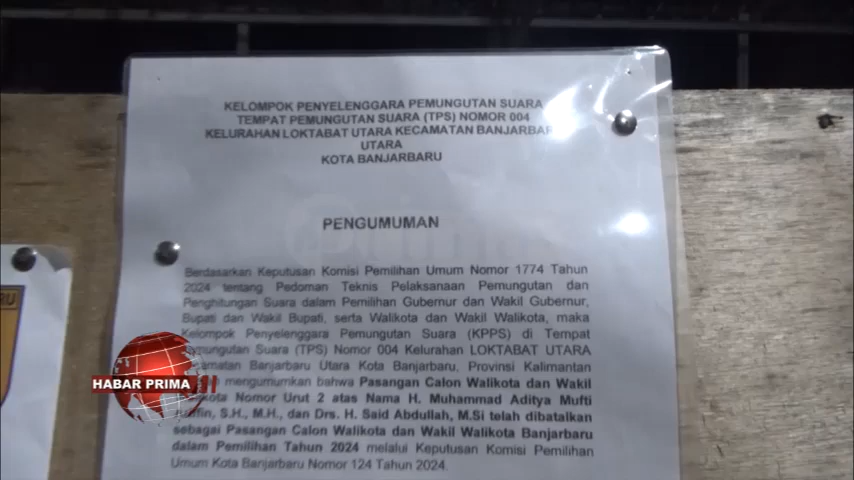 KELOMPOK PENYELENGGARA PEMUNGUTAN SUARA
TEMPAT PEMUNGUTAN SUARA (TPS) NOMOR 004
KELURAHAN LOKTABAT UTARA KECAMATAN BANJARBAR
UTARA
KOTA BANJARBARU
PENGUMUMAN
Berdasarkan Keputusan Komisi Pemilihan Umum Nomor 1774 Tahun
2024 tentang Pedoman Teknis Pelaksanaan Pemungutan dan
Penghitungan Suara dalam Pemilihan Gubernur dan Wakil Gubernur,
Bupati dan Wakil Bupati, serta Walikota dan Wakil Walikota, maka
Kelompok Penyelenggara Pemungutan Suara (KPPS) di Tempat
Pemungutan Suara (TPS) Nomor 004 Kelurahan LOKTABAT UTARA
Banjarbaru Utara Kota Banjarbaru, Provinsi Kalimantan
mengumumkan bahwa Pasangan Calon Walikota dan Wakil
Nomor Urut 2 atas Nama H. Muhammad Aditya Mufti
S.H., M.H., dan Drs. H. Said Abdullah, M.Si telah dibatalkan
sebagai Pasangan Calon Walikota dan Wakil Walikota Banjarbaru
dalam Pemilihan Tahun 2024 melalui Keputusan Komisi Pemilihan
Umum Kota Banjarbaru Nomor 124 Tahun 2024.
HABAR PRIMA
RU